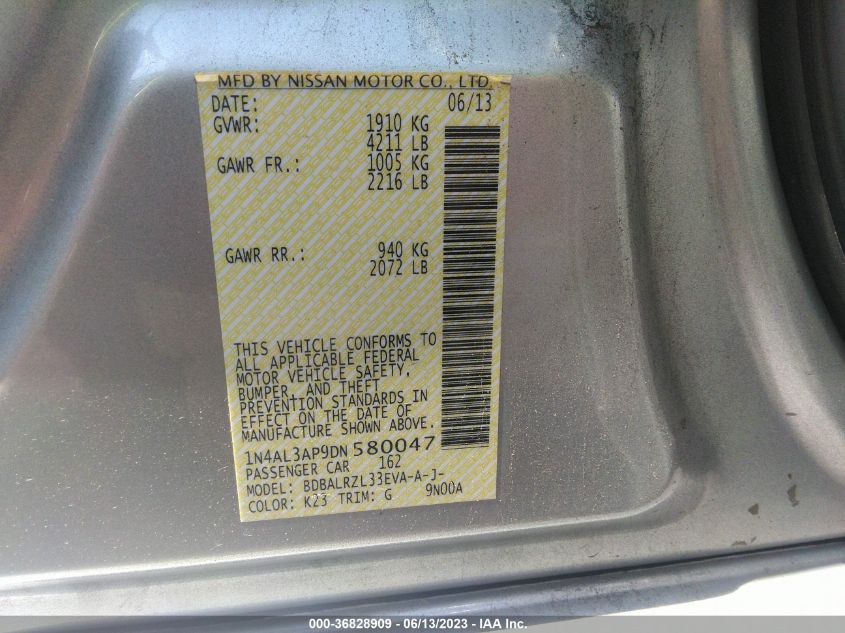 MFD BY NISSAN MOTOR CO., LTD.
DATE: 06/13
GVWR: 1910 KG
4211 LB
GAWR FR.: 1005 KG
2216 LB
GAWR RR.: 940 KG
2072 LB
THIS VEHICLE CONFORMS TO
ALL APPLICABLE FEDERAL
MOTOR VEHICLE SAFETY,
BUMPER, AND THEFT
PREVENTION STANDARDS IN
EFFECT ON THE DATE OF
MANUFACTURE SHOWN ABOVE.
1N4AL3AP9DN 580047
PASSENGER CAR 162
MODEL: BDBALRZL33EVA-A-J-
COLOR: K23 TRIM: G 9N00A
000-36828909 - 06/13/2023 - IAA Inc.